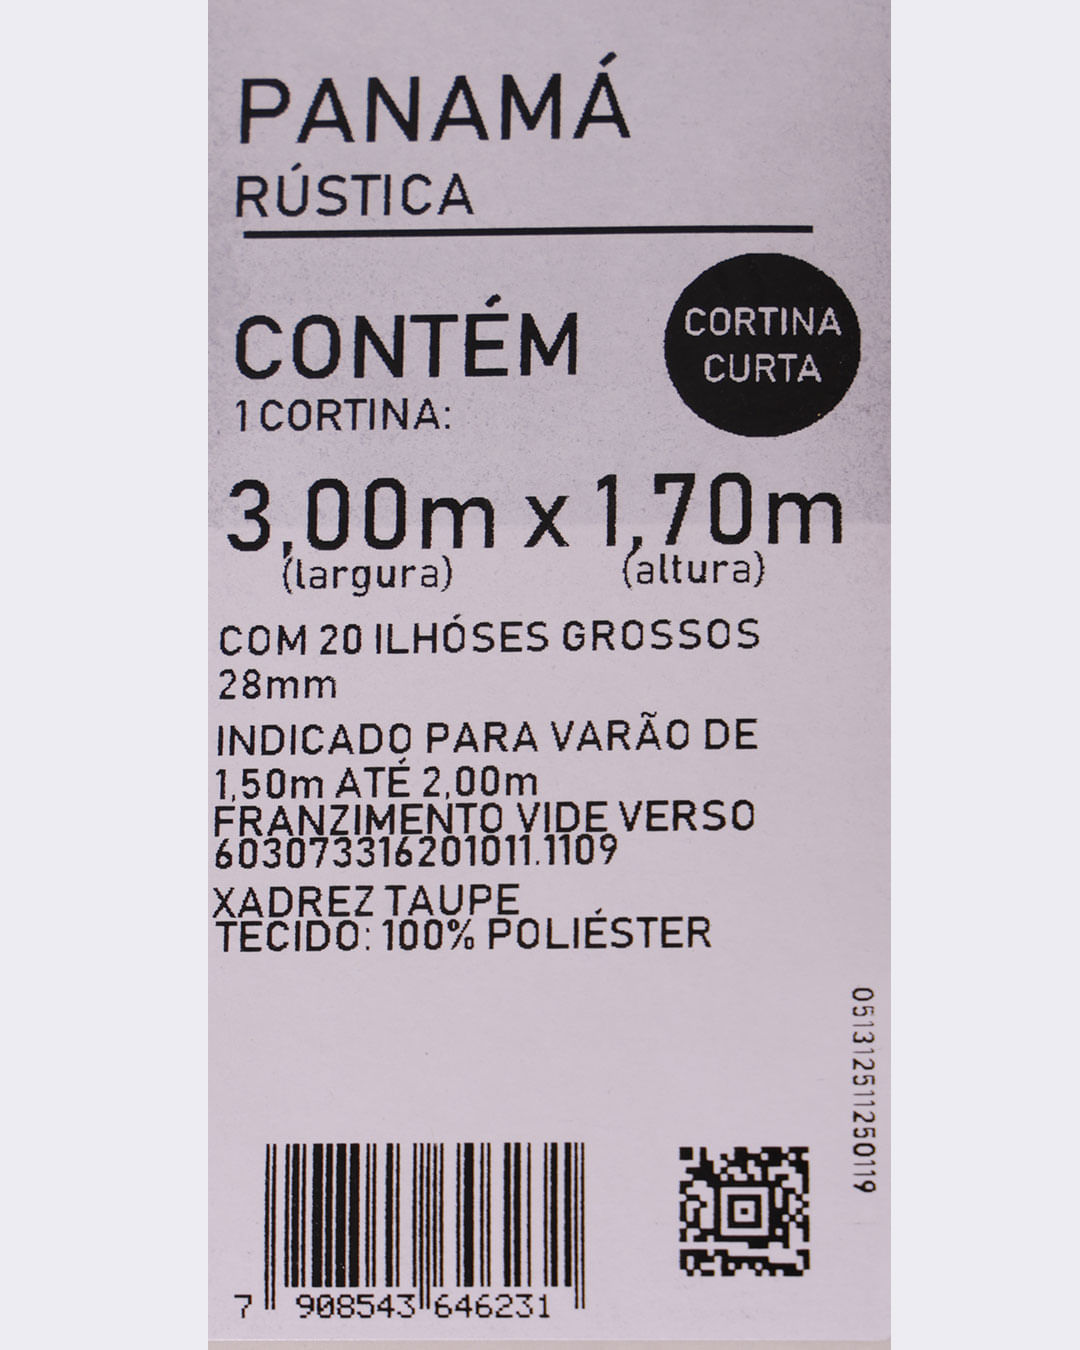 PANAMÁ
RÚSTICA
CONTÉM
1 CORTINA:
CORTINA
CURTA
3,00m x 1,70m
(largura) (altura)
COM 20 ILHÓSES GROSSOS
28mm
INDICADO PARA VARÃO DE
1,50m ATÉ 2,00m
FRANZIMENTO VIDE VERSO
603073316201011.1109
XADREZ TAUPE
TECIDO: 100% POLIÉSTER
051312511250119
7 908543 646231